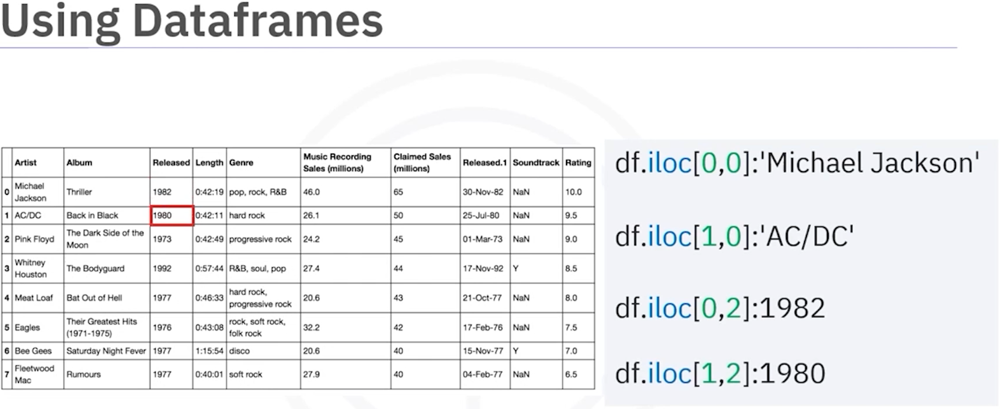 Using Dataframes
Artist Album Released Length Genre Music Recording Sales (millions) Claimed Sales (millions) Released.1 Soundtrack Rating
0 Michael Jackson Thriller 1982 0:42:19 pop, rock, R&B 46.0 65 30-Nov-82 NaN 10.0
1 AC/DC Back in Black 1980 0:42:11 hard rock 26.1 50 25-Jul-80 NaN 9.5
2 Pink Floyd The Dark Side of the Moon 1973 0:42:49 progressive rock 24.2 45 01-Mar-73 NaN 9.0
3 Whitney Houston The Bodyguard 1992 0:57:44 R&B, soul, pop 27.4 44 17-Nov-92 Y 8.5
4 Meat Loaf Bat Out of Hell 1977 0:46:33 hard rock, progressive rock 20.6 43 21-Oct-77 NaN 8.0
5 Eagles Their Greatest Hits (1971-1975) 1976 0:43:08 rock, soft rock, folk rock 32.2 42 17-Feb-76 NaN 7.5
6 Bee Gees Saturday Night Fever 1977 1:15:54 disco 20.6 40 15-Nov-77 Y 7.0
7 Fleetwood Mac Rumours 1977 0:40:01 soft rock 27.9 40 04-Feb-77 NaN 6.5
df.iloc[0,0]:'Michael Jackson'
df.iloc[1,0]:'AC/DC'
df.iloc[0,2]:1982
df.iloc[1,2]:1980